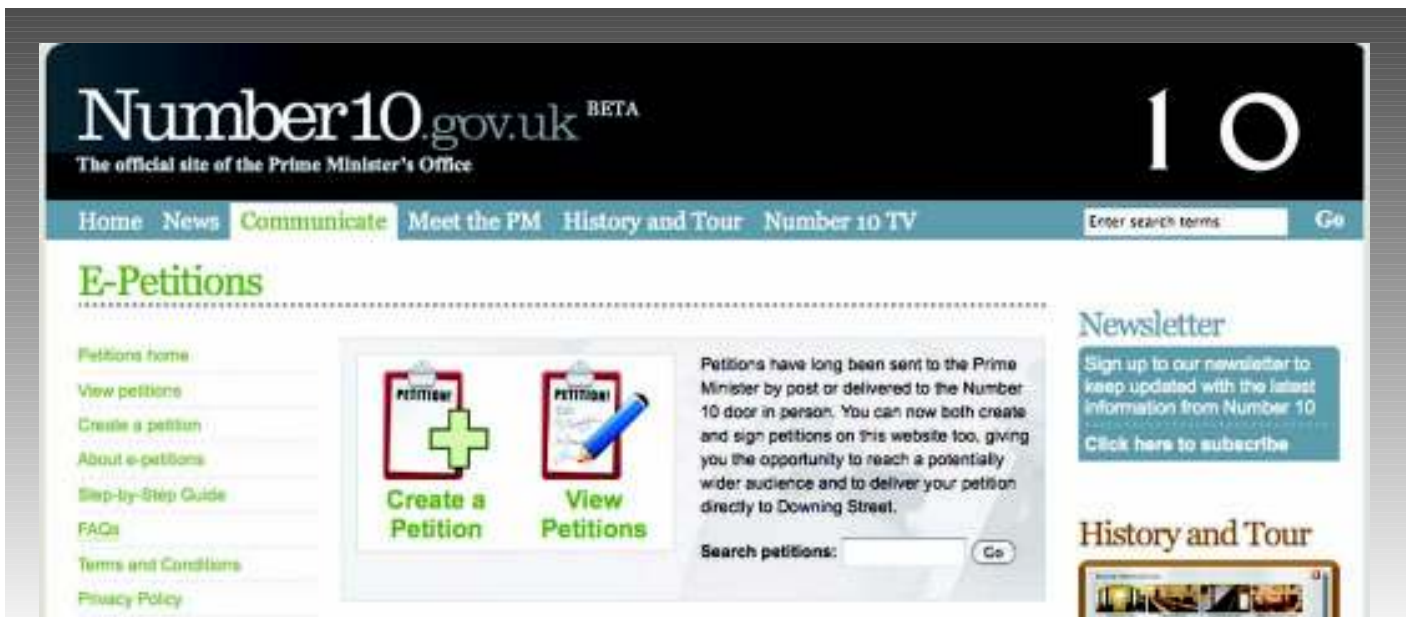 Number10.gov.uk BETA
10
The official site of the Prime Minister's Office
Home News Communicate Meet the PM History and Tour Number 10 TV
Enter search terms Go
E-Petitions
Petitions home
View petitions
Create a petition
About e-petitions
Step-by-Step Guide
FAQs
Terms and Conditions
Privacy Policy
PETITION!
Create a
Petition
PETITION!
View
Petitions
Petitions have long been sent to the Prime
Minister by post or delivered to the Number
10 door in person. You can now both create
and sign petitions on this website too, giving
you the opportunity to reach a potentially
wider audience and to deliver your petition
directly to Downing Street.
Search petitions: Go
Newsletter
Sign up to our newsletter to
keep updated with the latest
information from Number 10
Click here to subscribe
History and Tour